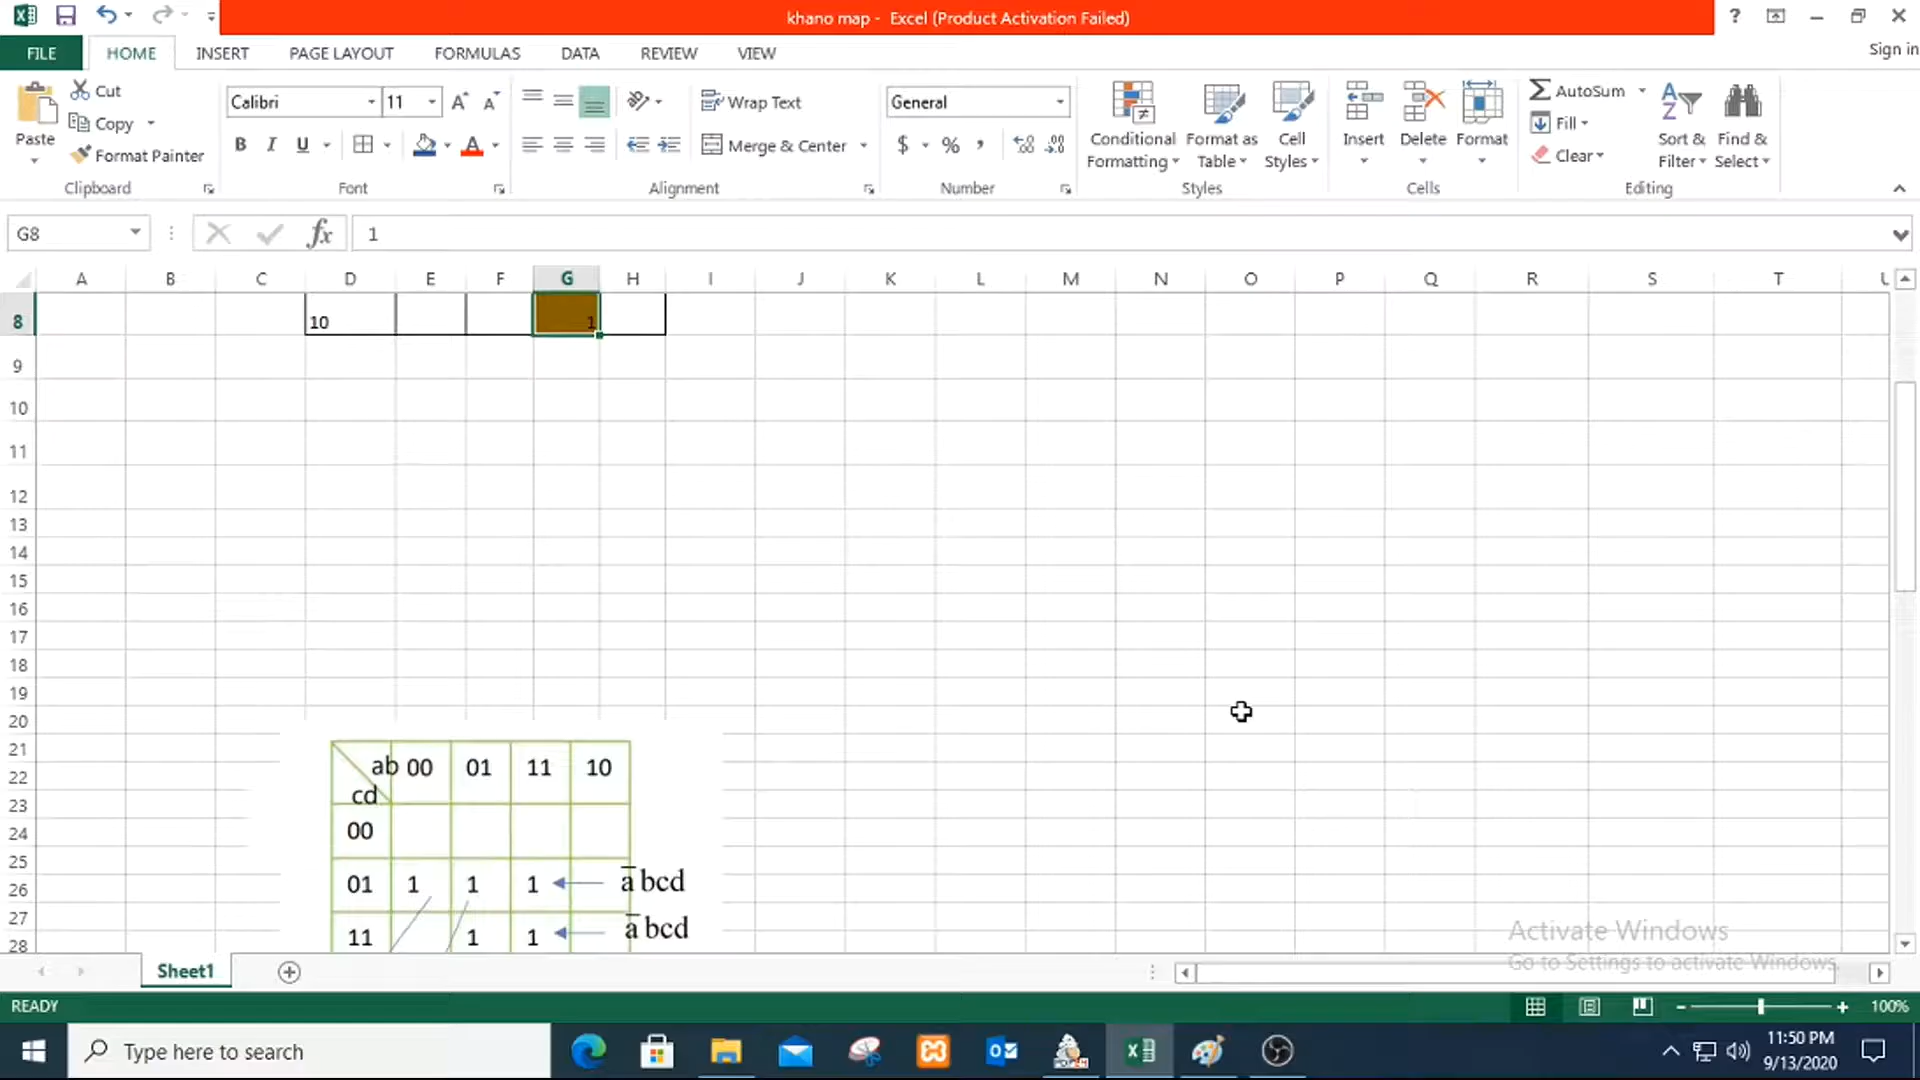 khano map - Excel (Product Activation Failed)
?
FILE HOME INSERT PAGE LAYOUT FORMULAS DATA REVIEW VIEW Sign in
Paste Cut Copy Format Painter
Calibri 11 A A
B I U A
Wrap Text
Merge & Center
General
$ % ,
Conditional Formatting
Format as Table
Cell Styles
Insert Delete Format
AutoSum
Fill
Clear
Sort & Filter
Find & Select
Clipboard Font Alignment Number Styles Cells Editing
G8 fx 1
A B C D E F G H I J K L M N O P Q R S T
8 10 1
9
10
11
12
13
14
15
16
17
18
19
20
21
22
23
24
25
26
27
28
ab 00 01 11 10
cd
00
01 1 1 1 a̅ bcd
11 1 1 a̅ bcd
Activate Windows
Go to Settings to activate Windows.
Sheet1
READY 100%
Type here to search
11:50 PM
9/13/2020